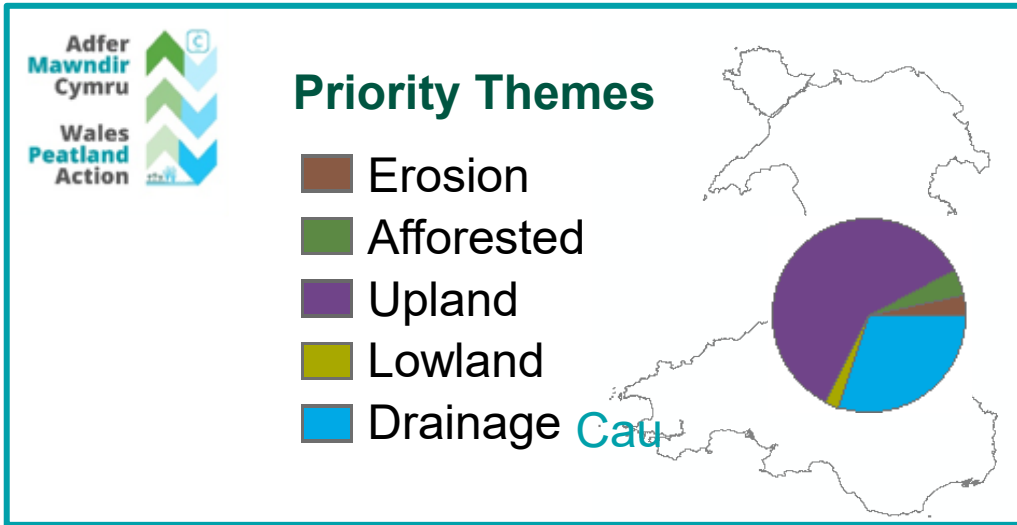 Adfer
Mawndir
Cymru
Wales
Peatland
Action
Priority Themes
Erosion
Afforested
Upland
Lowland
Drainage
Cau